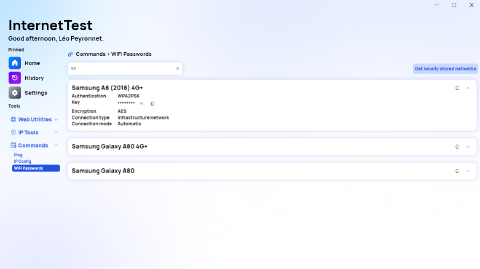 InternetTest
Good afternoon, Léo Peyronnet.
Pinned
Home
History
Settings
Tools
Web Utilities
IP Tools
Commands
Ping
IP Config
WiFi Passwords
Commands > WiFi Passwords
Get locally stored networks
Samsung A8 (2018) 4G+
Authentication WPA2PSK
Key ********
Encryption AES
Connection type Infrastructure network
Connection mode Automatic
Samsung Galaxy A80 4G+
Samsung Galaxy A80